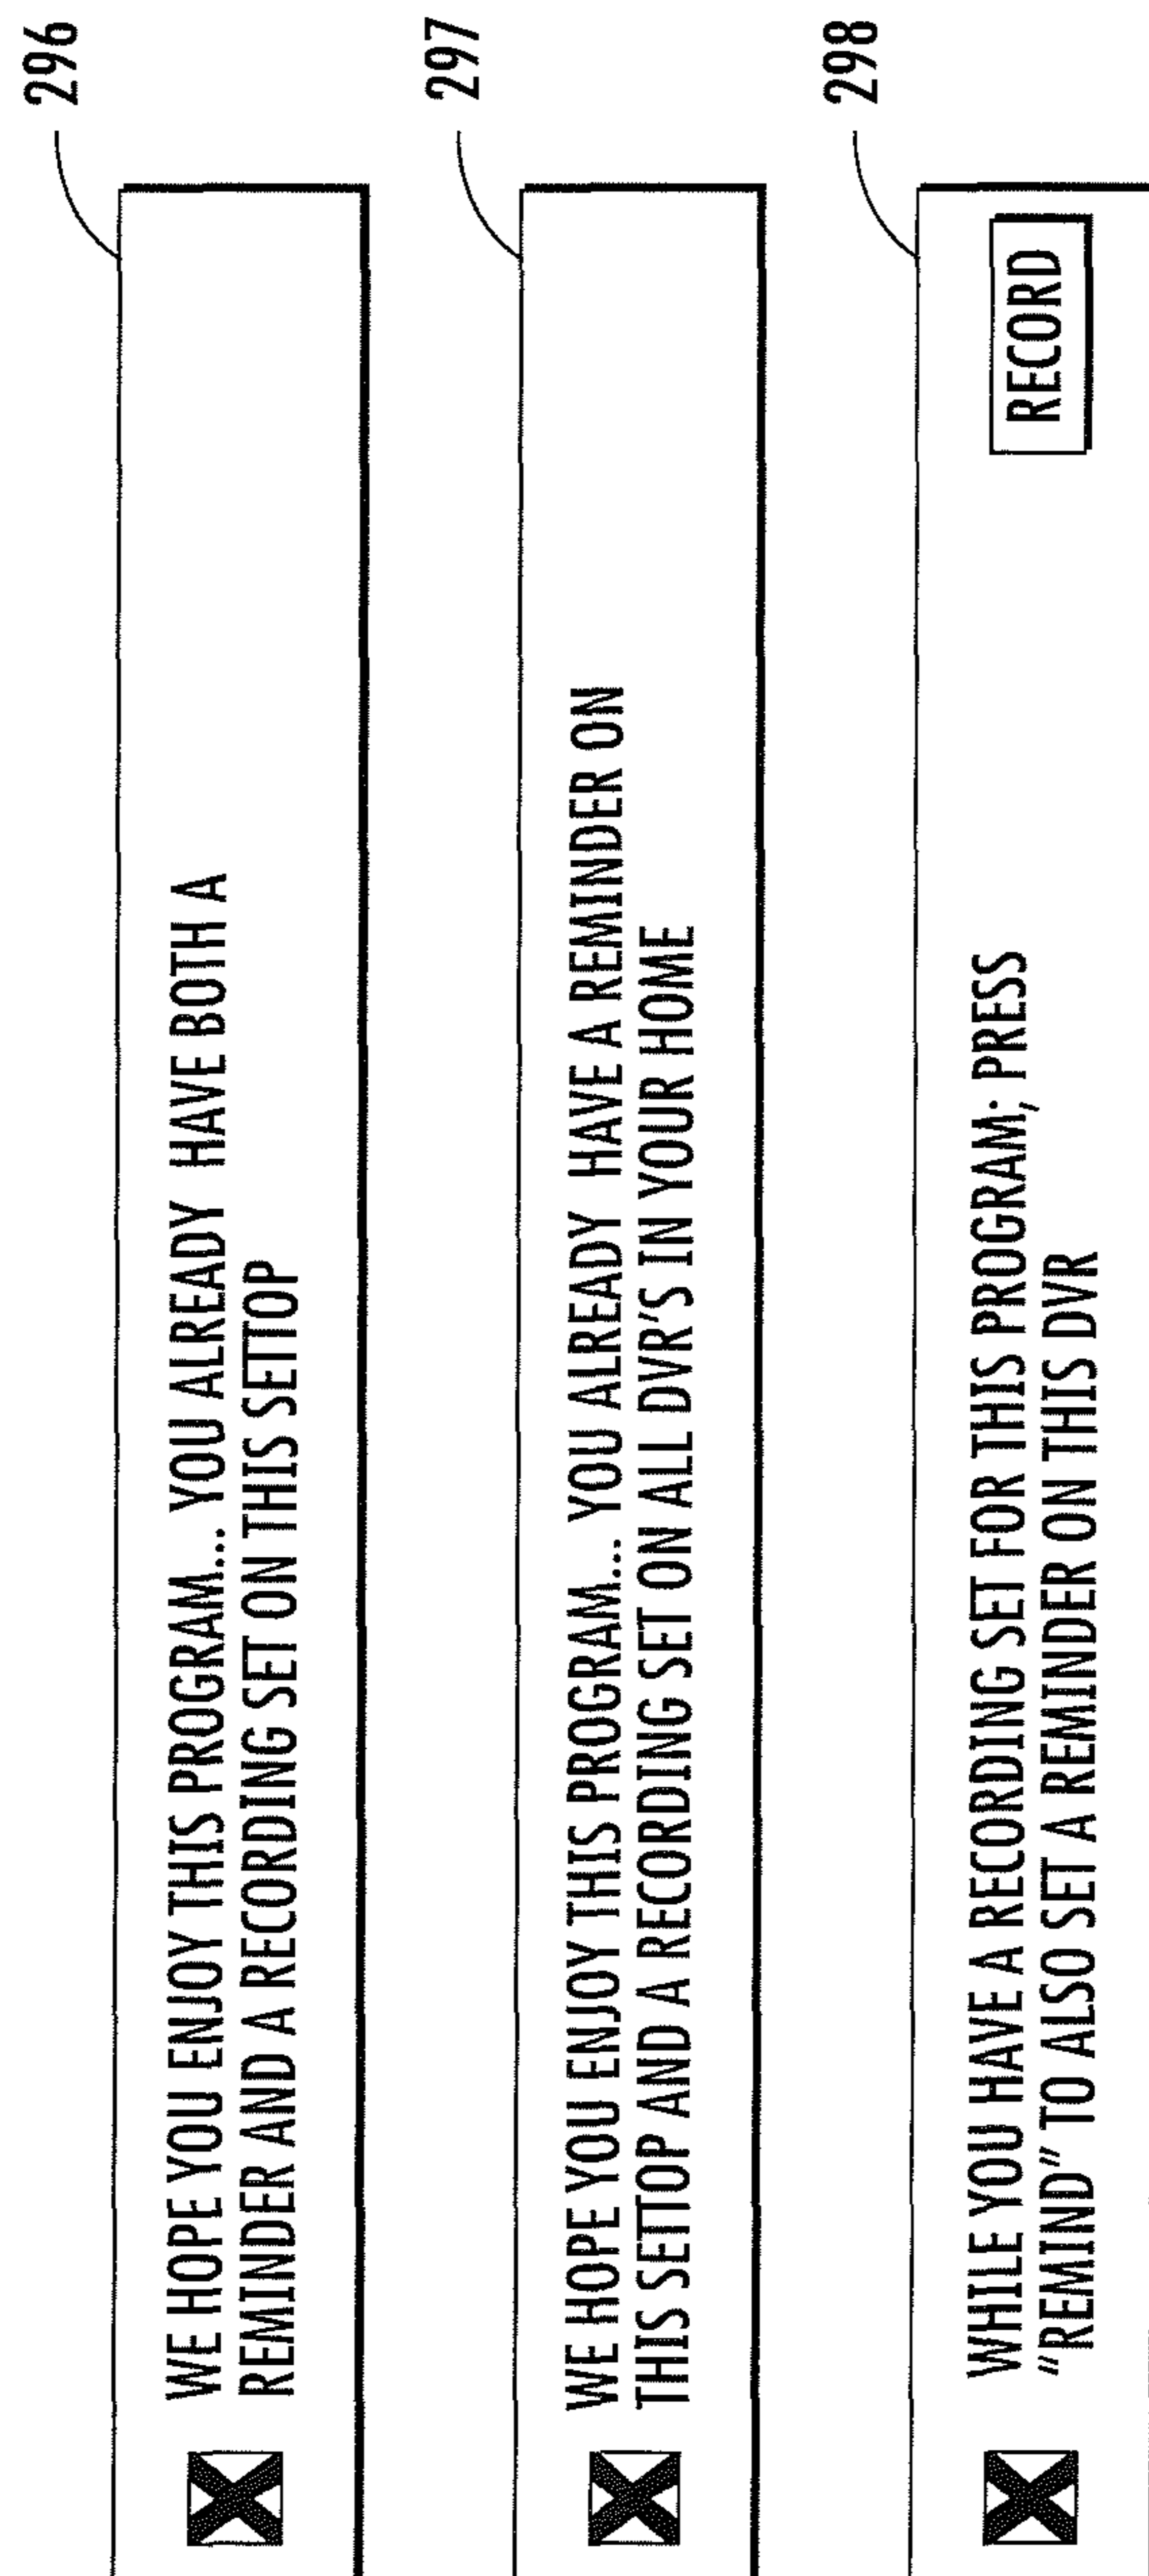 296
WE HOPE YOU ENJOY THIS PROGRAM... YOU ALREADY HAVE BOTH A
REMINDER AND A RECORDING SET ON THIS SETTOP
297
WE HOPE YOU ENJOY THIS PROGRAM... YOU ALREADY HAVE A REMINDER ON
THIS SETTOP AND A RECORDING SET ON ALL DVR'S IN YOUR HOME
298
WHILE YOU HAVE A RECORDING SET FOR THIS PROGRAM; PRESS
"REMIND" TO ALSO SET A REMINDER ON THIS DVR
RECORD